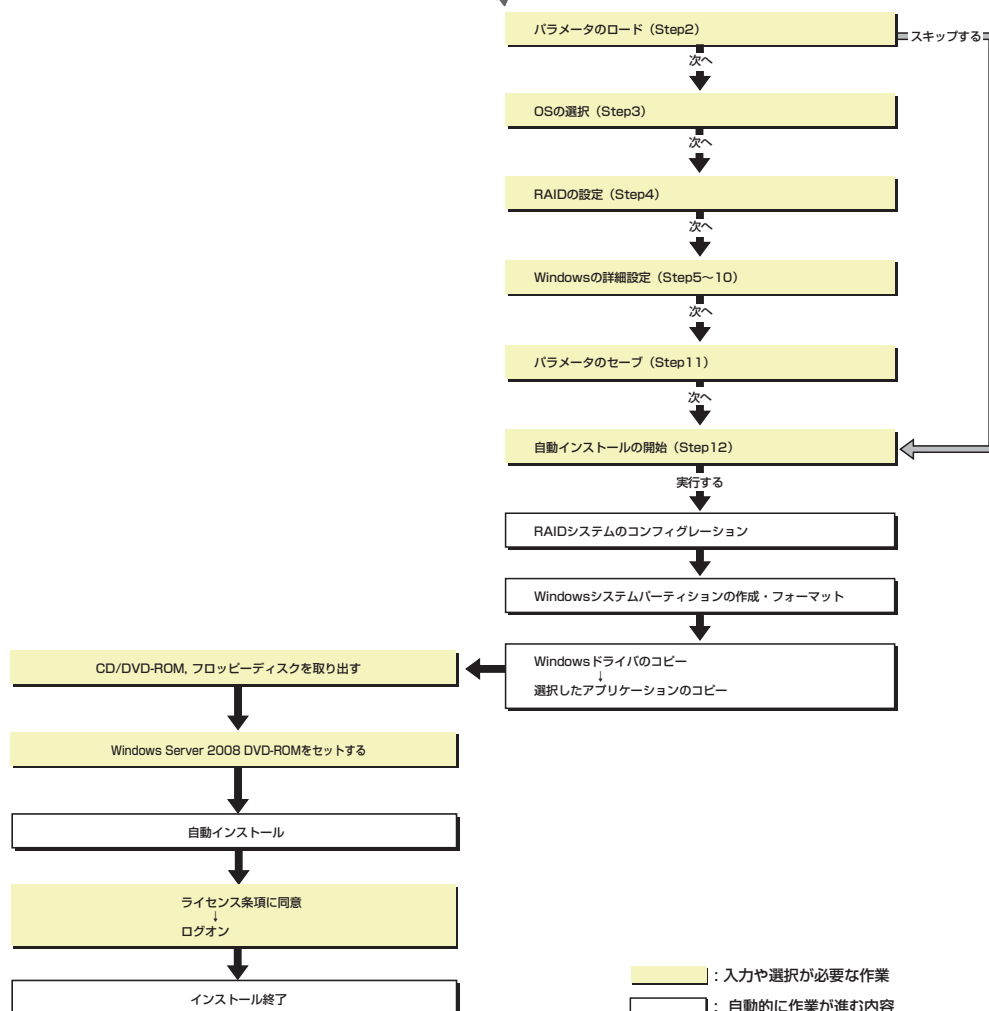 パラメータのロード（Step2）
スキップする
次へ
OSの選択（Step3）
次へ
RAIDの設定（Step4）
次へ
Windowsの詳細設定（Step5～10）
次へ
パラメータのセーブ（Step11）
次へ
自動インストールの開始（Step12）
実行する
RAIDシステムのコンフィグレーション
Windowsシステムパーティションの作成・フォーマット
Windowsドライバのコピー
↓
選択したアプリケーションのコピー
CD/DVD-ROM, フロッピーディスクを取り出す
Windows Server 2008 DVD-ROMをセットする
自動インストール
ライセンス条項に同意
↓
ログオン
インストール終了
：入力や選択が必要な作業
：自動的に作業が進む内容